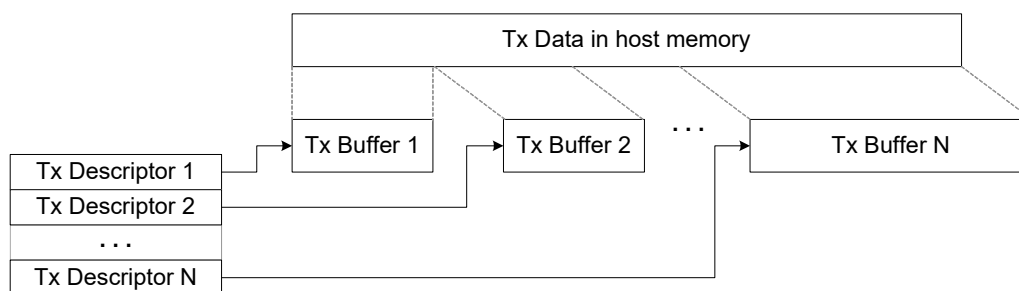 Tx Data in host memory
Tx Buffer 1
Tx Buffer 2
. . .
Tx Buffer N
Tx Descriptor 1
Tx Descriptor 2
. . .
Tx Descriptor N